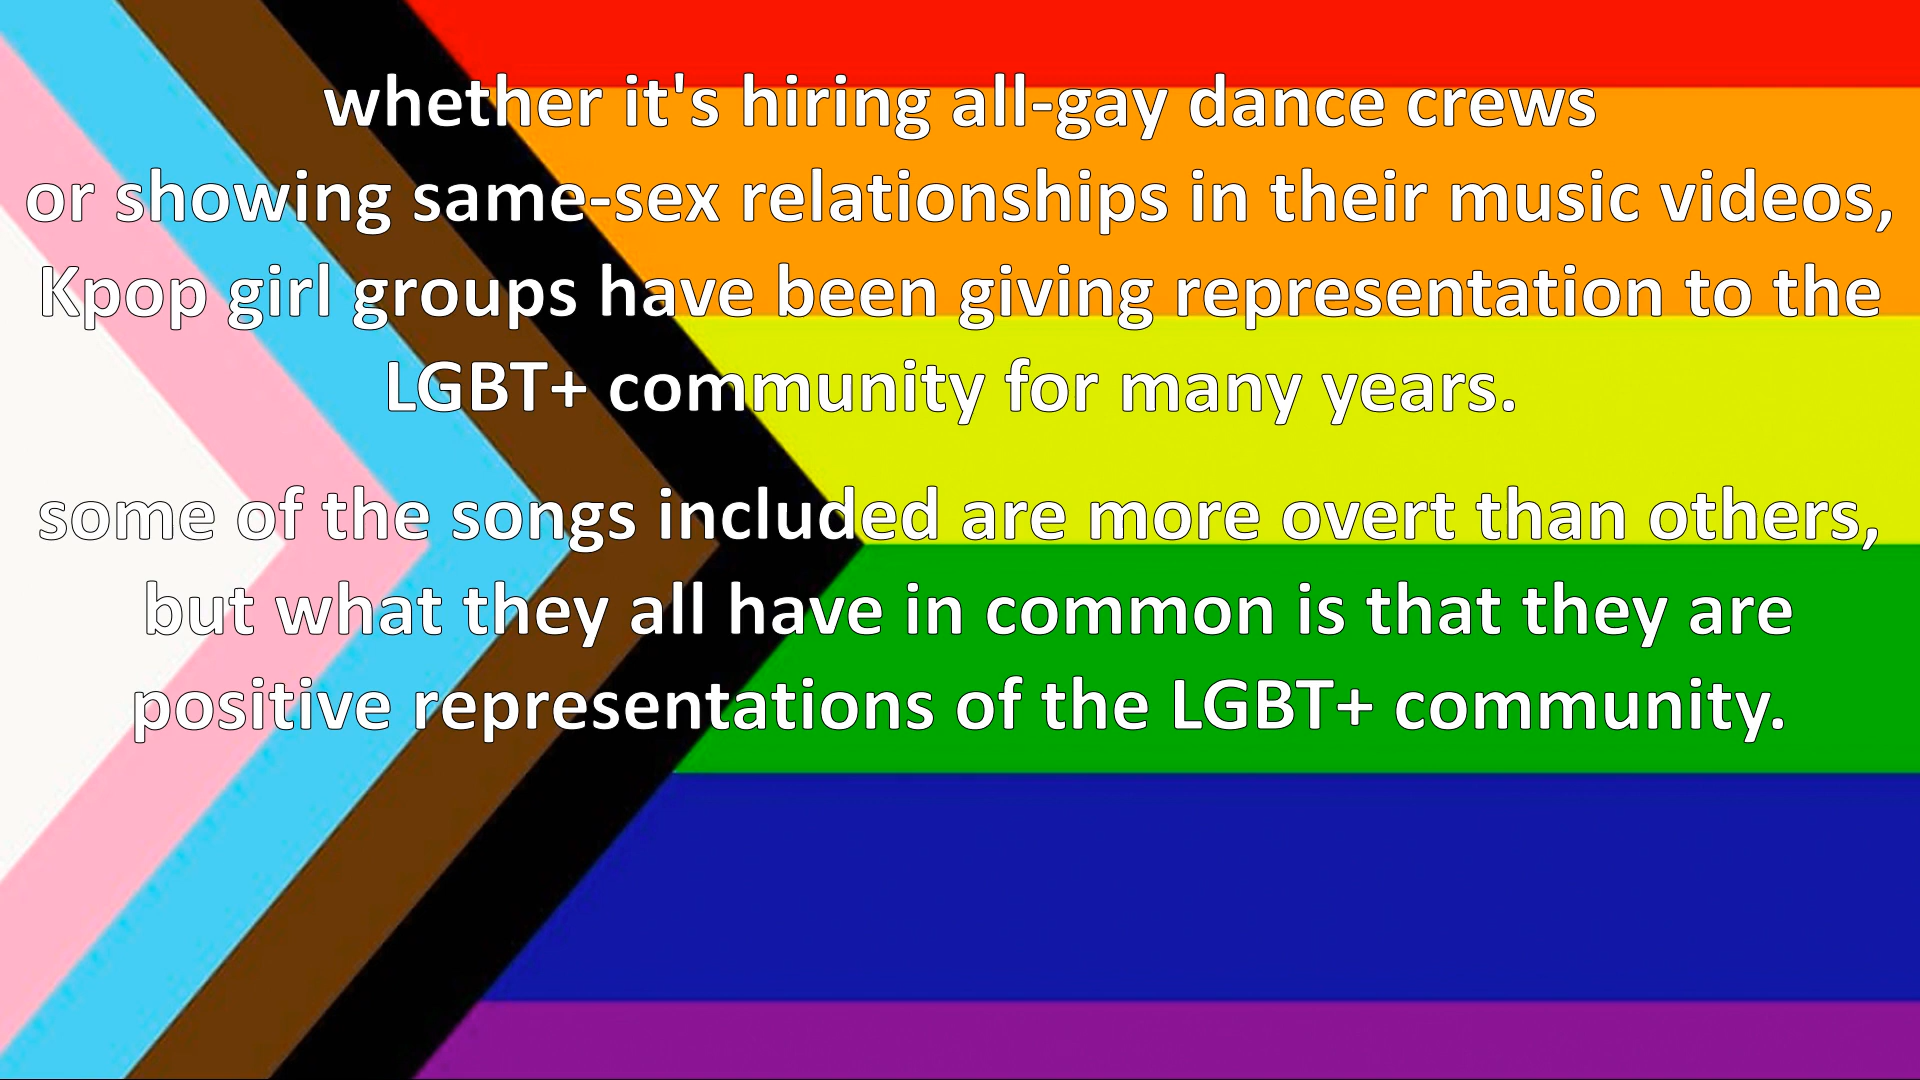 whether it's hiring all-gay dance crews
or showing same-sex relationships in their music videos,
Kpop girl groups have been giving representation to the
LGBT+ community for many years.
some of the songs included are more overt than others,
but what they all have in common is that they are
positive representations of the LGBT+ community.